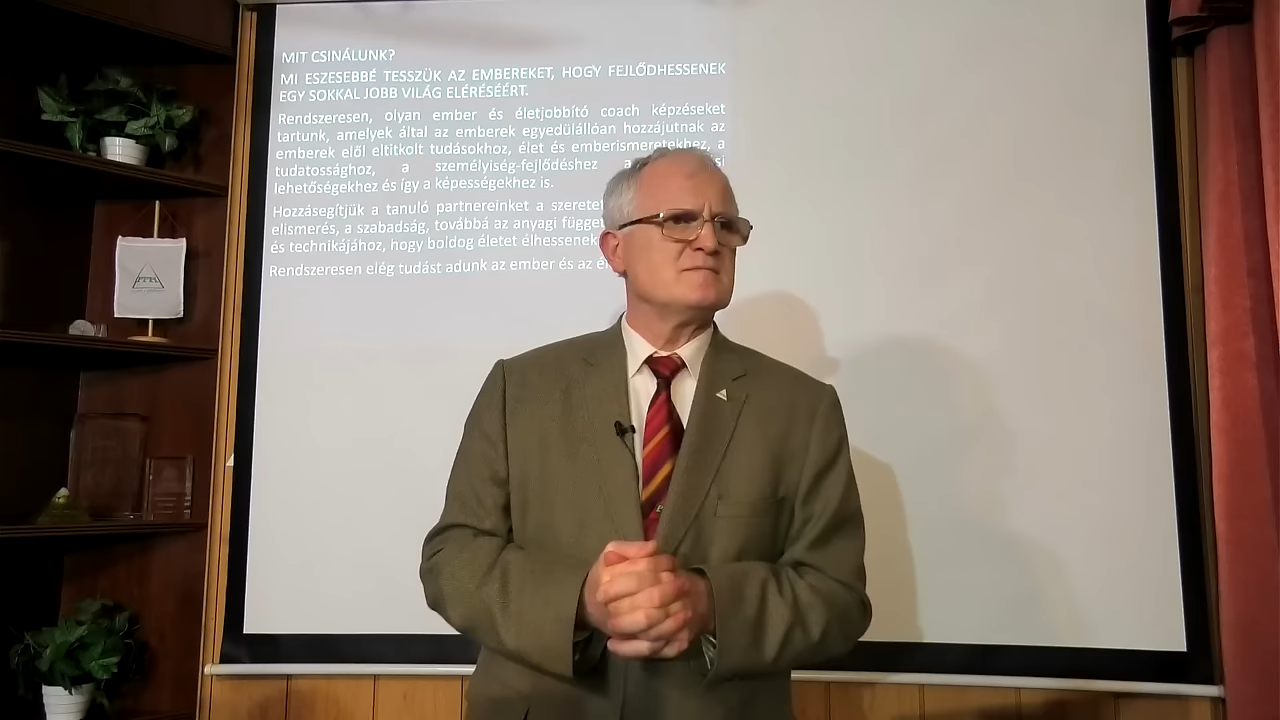 MIT CSINÁLUNK?
MI ESZESEBBÉ TESSZÜK AZ EMBEREKET, HOGY FEJLŐDHESSENEK
EGY SOKKAL JOBB VILÁG ELÉRÉSÉÉRT.
Rendszeresen, olyan ember és életjobbító coach képzéseket
tartunk, amelyek által az emberek egyedülállóan hozzájutnak az
emberek elől eltitkolt tudásokhoz, élet és emberismeretekhez, a
tudatossághoz, a személyiség-fejlődéshez
lehetőségekhez és így a képességekhez is.
Hozzásegítjük a tanuló partnereinket a
elismerés, a szabadság, továbbá az anyagi
és technikájához, hogy boldog életet élhessenek
Rendszeresen elég tudást adunk az ember és az